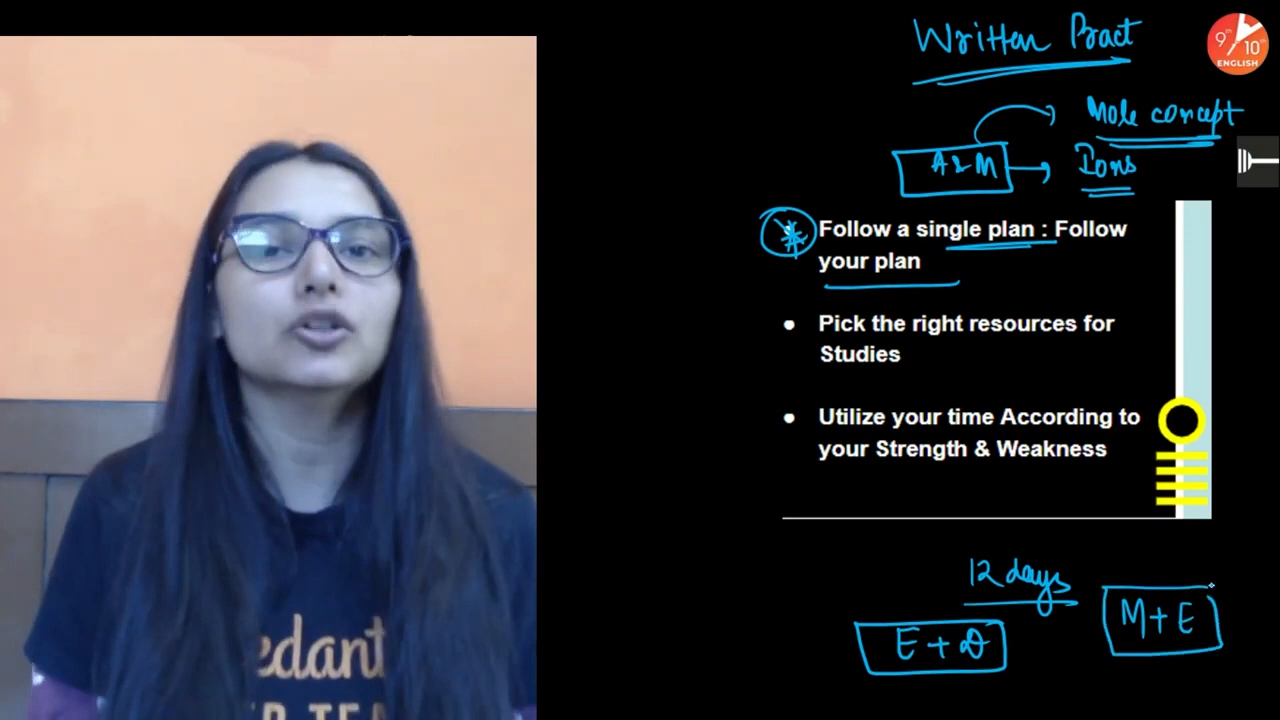 Written Pract
9th
10th
ENGLISH
Mole concept
A & M
Ions
Follow a single plan : Follow
your plan
Pick the right resources for
Studies
Utilize your time According to
your Strength & Weakness
12 days
M + E
edant
TEA